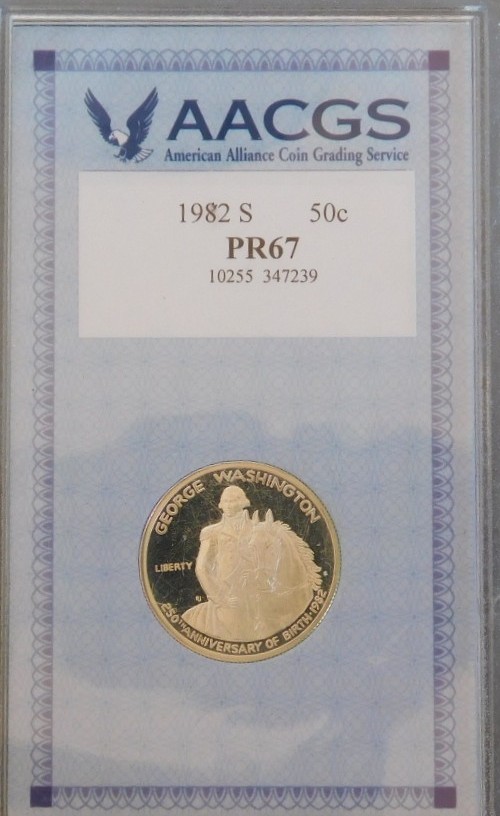 AACGS
American Alliance Coin Grading Service
1982 S 50c
PR67
10255 347239
GEORGE WASHINGTON
LIBERTY
250TH ANNIVERSARY OF BIRTH·1982